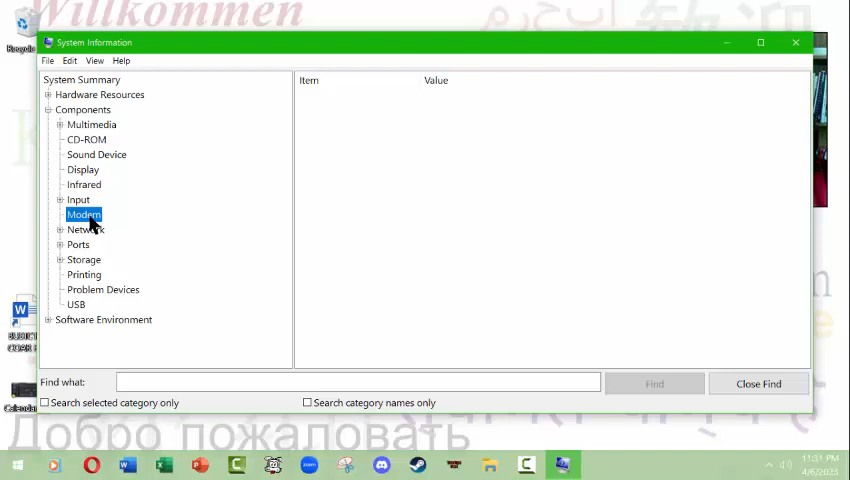 Willkommen
Recycle
System Information
File Edit View Help
System Summary
Hardware Resources
Components
Multimedia
CD-ROM
Sound Device
Display
Infrared
Input
Modem
Network
Ports
Storage
Printing
Problem Devices
USB
Software Environment
Item Value
Find what:
Find
Close Find
Search selected category only
Search category names only
Calendar
Добро пожаловать
11:31 PM
4/6/2023